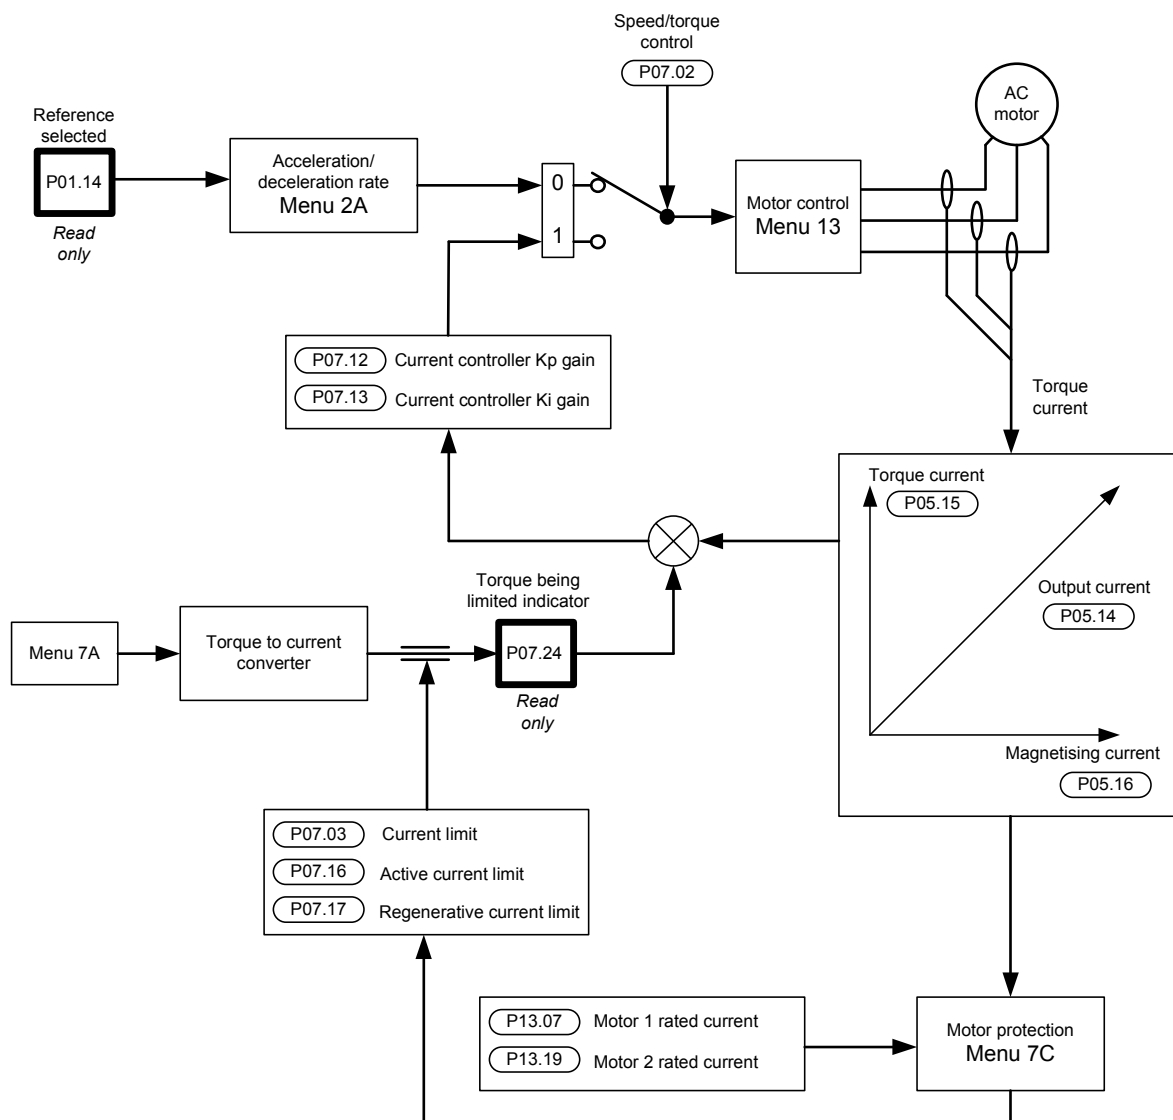 Speed/torque
control
P07.02
AC
motor
Reference
selected
P01.14
Read
only
Acceleration/
deceleration rate
Menu 2A
0
1
Motor control
Menu 13
P07.12 Current controller Kp gain
P07.13 Current controller Ki gain
Torque
current
Torque current
P05.15
Output current
P05.14
Magnetising current
P05.16
Menu 7A
Torque to current
converter
Torque being
limited indicator
P07.24
Read
only
P07.03 Current limit
P07.16 Active current limit
P07.17 Regenerative current limit
P13.07 Motor 1 rated current
P13.19 Motor 2 rated current
Motor protection
Menu 7C